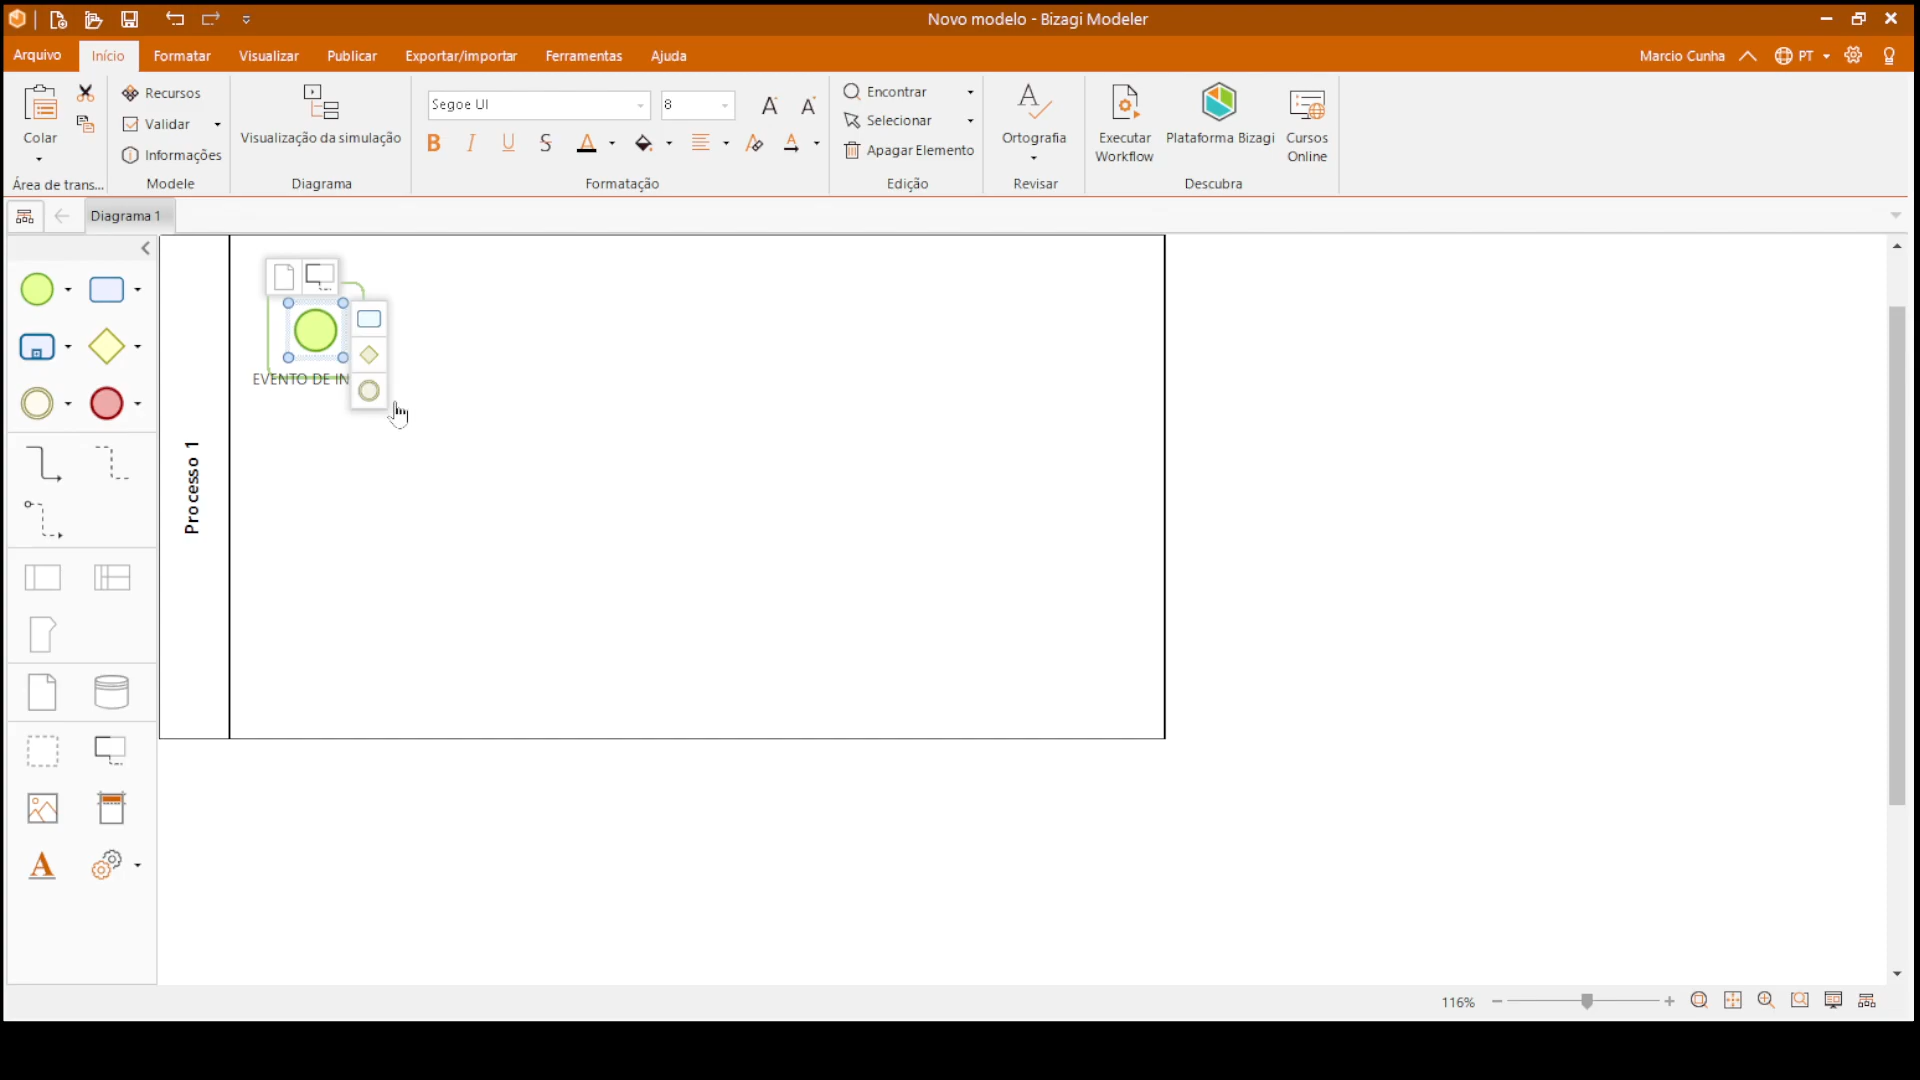 Novo modelo - Bizagi Modeler
Arquivo
Início
Formatar
Visualizar
Publicar
Exportar/importar
Ferramentas
Ajuda
Marcio Cunha
PT
Colar
Recursos
Validar
Informações
Visualização da simulação
Segoe UI
8
Encontrar
Selecionar
Apagar Elemento
Ortografia
Executar
Workflow
Plataforma Bizagi
Cursos
Online
Área de trans...
Modele
Diagrama
Formatação
Edição
Revisar
Descubra
Diagrama 1
EVENTO DE IN
Processo 1
116%